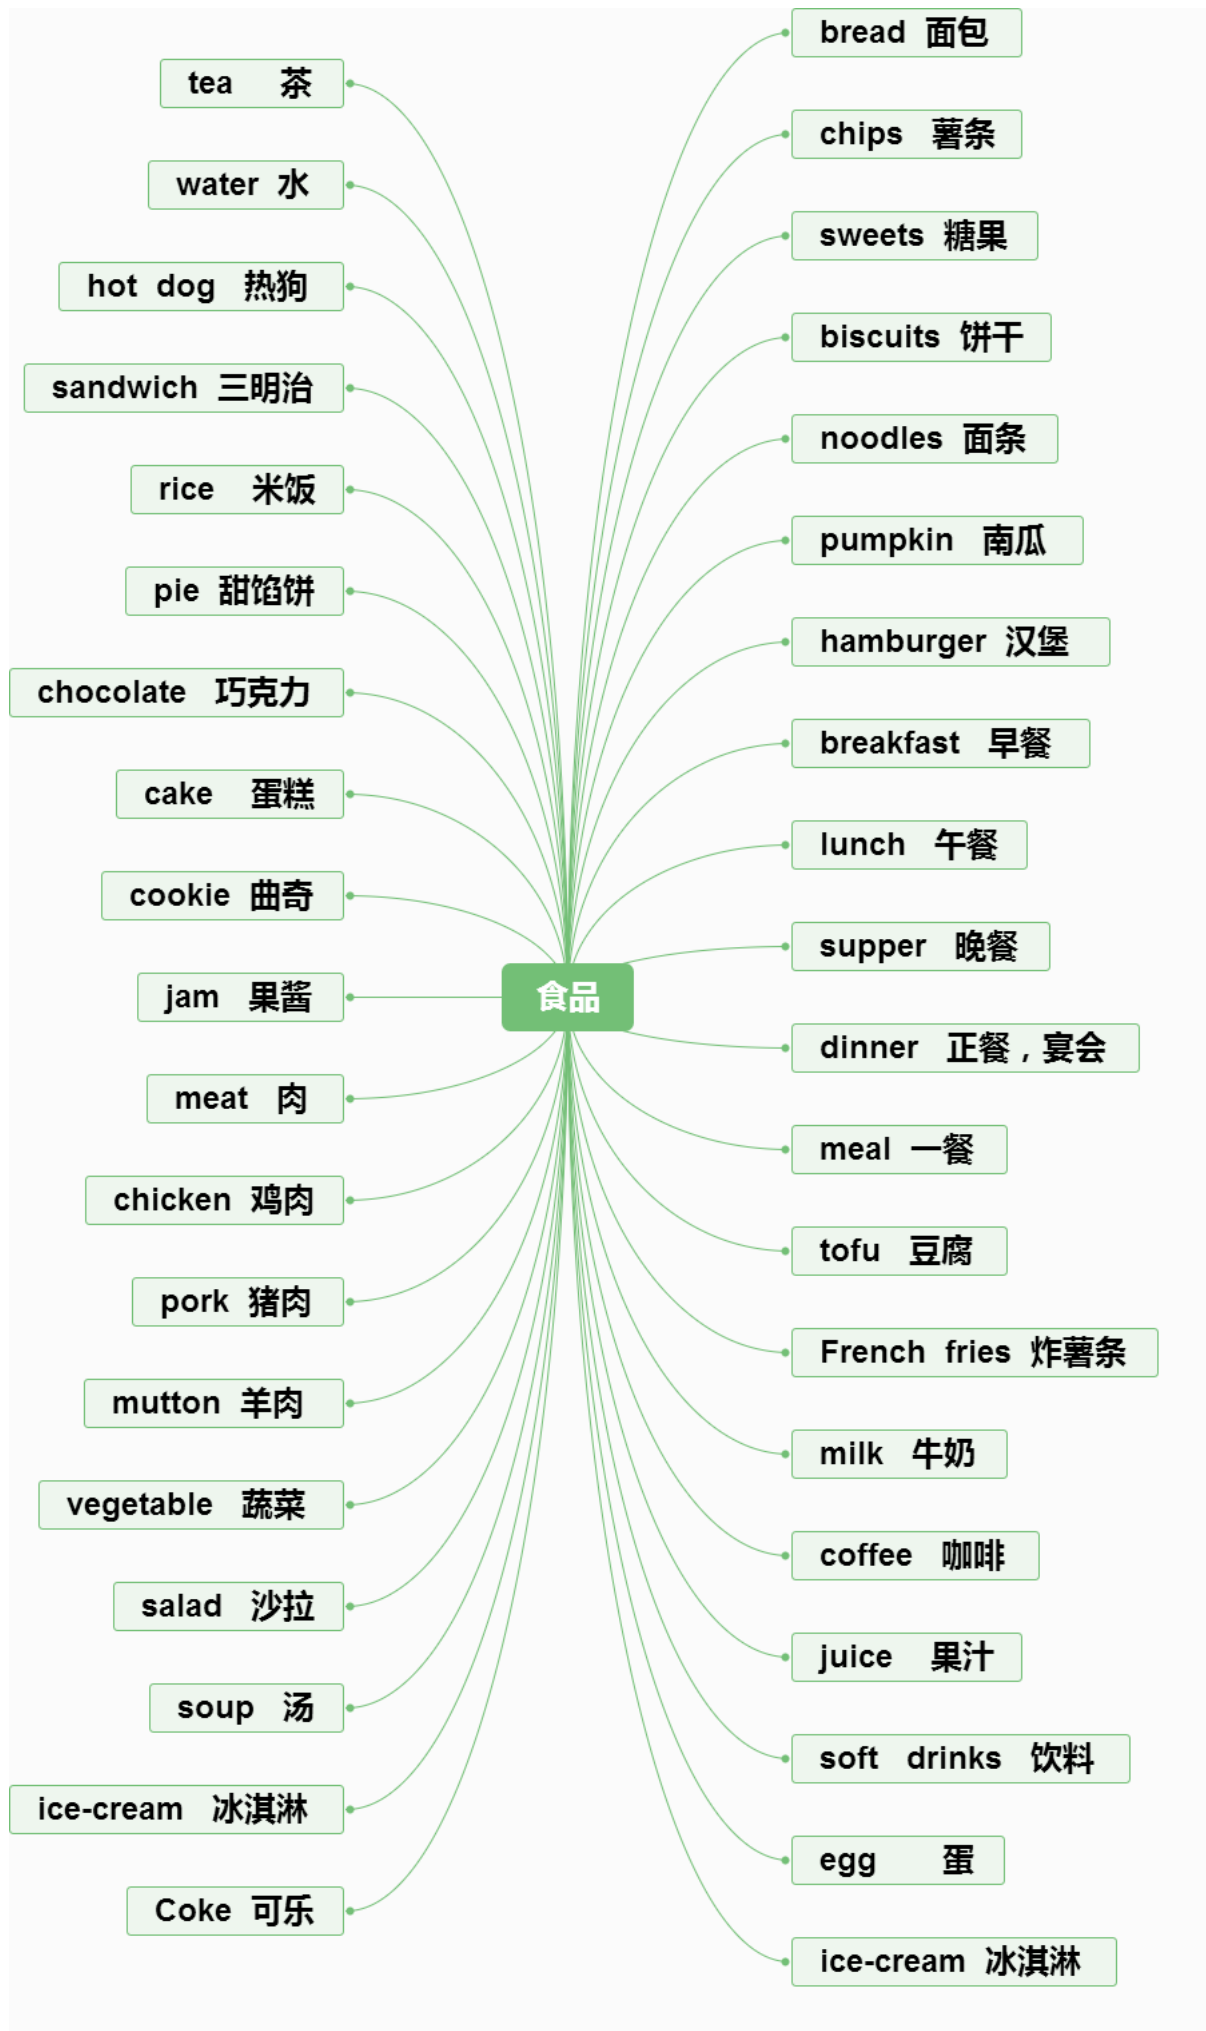 tea 茶
water 水
hot dog 热狗
sandwich 三明治
rice 米饭
pie 甜馅饼
chocolate 巧克力
cake 蛋糕
cookie 曲奇
jam 果酱
meat 肉
chicken 鸡肉
pork 猪肉
mutton 羊肉
vegetable 蔬菜
salad 沙拉
soup 汤
ice-cream 冰淇淋
Coke 可乐
食品
bread 面包
chips 薯条
sweets 糖果
biscuits 饼干
noodles 面条
pumpkin 南瓜
hamburger 汉堡
breakfast 早餐
lunch 午餐
supper 晚餐
dinner 正餐，宴会
meal 一餐
tofu 豆腐
French fries 炸薯条
milk 牛奶
coffee 咖啡
juice 果汁
soft drinks 饮料
egg 蛋
ice-cream 冰淇淋